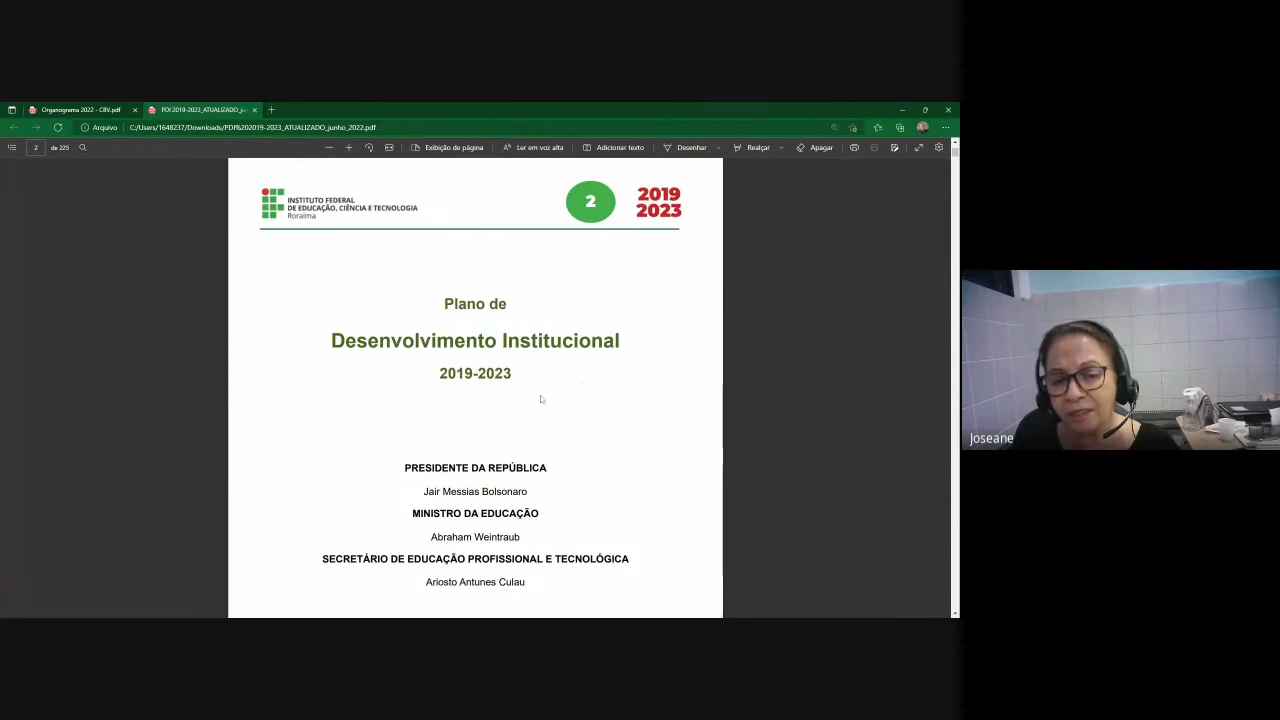 Organograma 2022 - CBV.pdf
PDI 2019-2023_ATUALIZADO_ju
Arquivo
C:/Users/1648237/Downloads/PDI%202019-2023_ATUALIZADO_junho_2022.pdf
2
de 225
Exibição de página
Ler em voz alta
Adicionar texto
Desenhar
Realçar
Apagar
INSTITUTO FEDERAL
DE EDUCAÇÃO, CIÊNCIA E TECNOLOGIA
Roraima
2
2019
2023
Plano de
Desenvolvimento Institucional
2019-2023
PRESIDENTE DA REPÚBLICA
Jair Messias Bolsonaro
MINISTRO DA EDUCAÇÃO
Abraham Weintraub
SECRETÁRIO DE EDUCAÇÃO PROFISSIONAL E TECNOLÓGICA
Ariosto Antunes Culau
Joseane